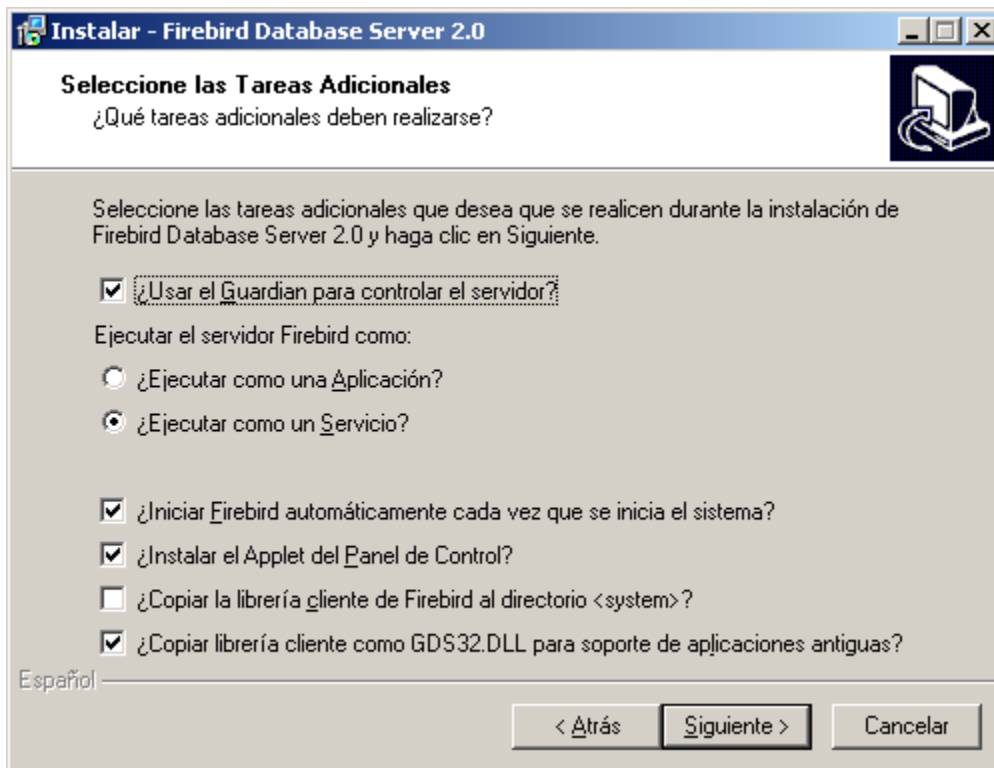 Instalar - Firebird Database Server 2.0
Seleccione las Tareas Adicionales
¿Qué tareas adicionales deben realizarse?
Seleccione las tareas adicionales que desea que se realicen durante la instalación de
Firebird Database Server 2.0 y haga clic en Siguiente.
¿Usar el Guardian para controlar el servidor?
Ejecutar el servidor Firebird como:
¿Ejecutar como una Aplicación?
¿Ejecutar como un Servicio?
¿Iniciar Firebird automáticamente cada vez que se inicia el sistema?
¿Instalar el Applet del Panel de Control?
¿Copiar la librería cliente de Firebird al directorio <system>?
¿Copiar librería cliente como GDS32.DLL para soporte de aplicaciones antiguas?
Español
< Atrás Siguiente > Cancelar